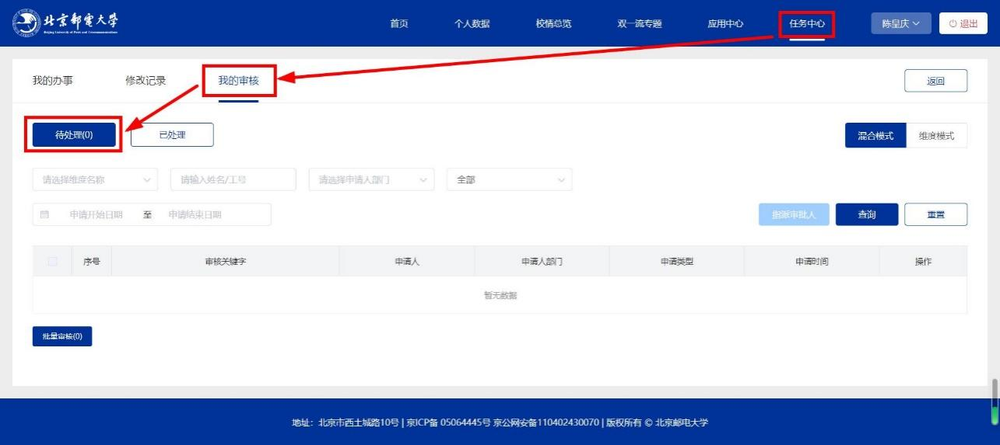 北京邮电大学
Beijing University of Posts and Telecommunications
首页 个人数据 校情总览 双一流专题 应用中心 任务中心 陈皇庆 退出
我的办事 修改记录 我的审核 返回
待处理(0) 已处理 混合模式 维度模式
请选择维度名称 请输入姓名/工号 请选择申请人部门 全部
申请开始日期 至 申请结束日期 指派审批人 查询 重置
序号 审核关键字 申请人 申请人部门 申请类型 申请时间 操作
暂无数据
批量审核(0)
地址：北京市西土城路10号 | 京ICP备 05064445号 京公网安备110402430070 | 版权所有 © 北京邮电大学